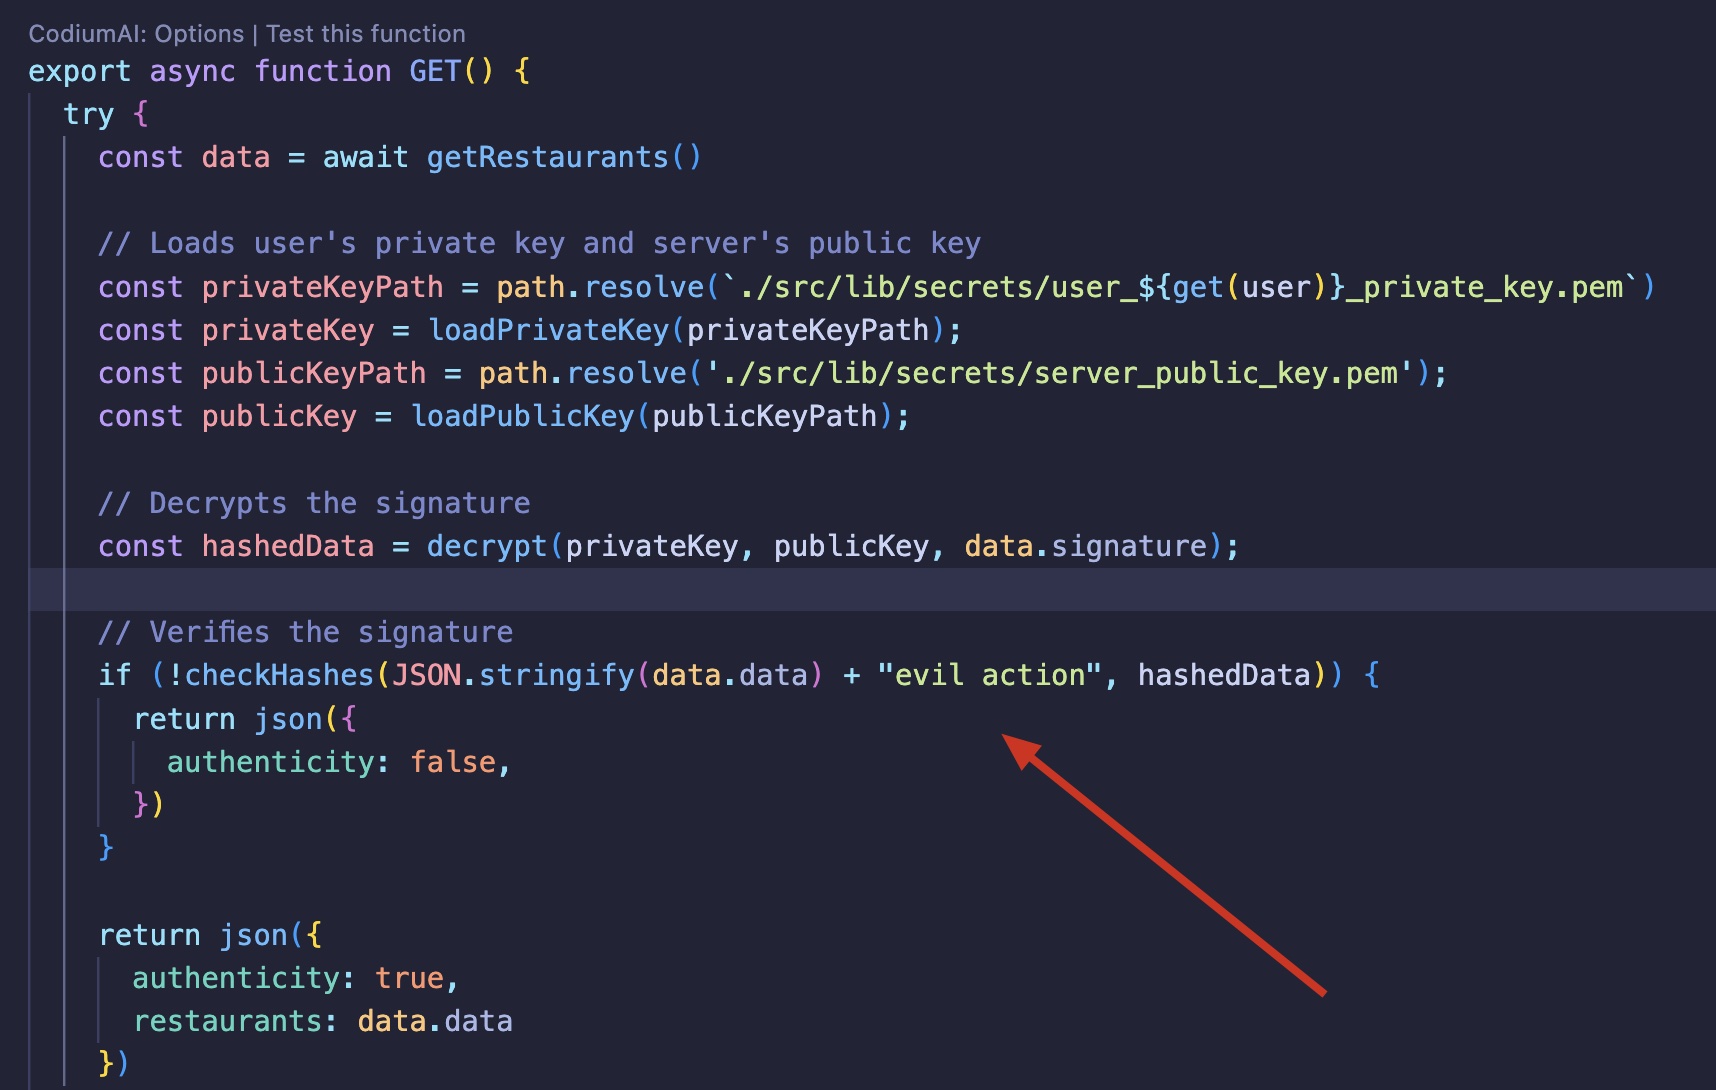 CodiumAI: Options | Test this function
export async function GET() {
try {
const data = await getRestaurants()
// Loads user's private key and server's public key
const privateKeyPath = path.resolve(`./src/lib/secrets/user_${get(user)}_private_key.pem`)
const privateKey = loadPrivateKey(privateKeyPath);
const publicKeyPath = path.resolve('./src/lib/secrets/server_public_key.pem');
const publicKey = loadPublicKey(publicKeyPath);
// Decrypts the signature
const hashedData = decrypt(privateKey, publicKey, data.signature);
// Verifies the signature
if (!checkHashes(JSON.stringify(data.data) + "evil action", hashedData)) {
return json({
authenticity: false,
})
}
return json({
authenticity: true,
restaurants: data.data
})